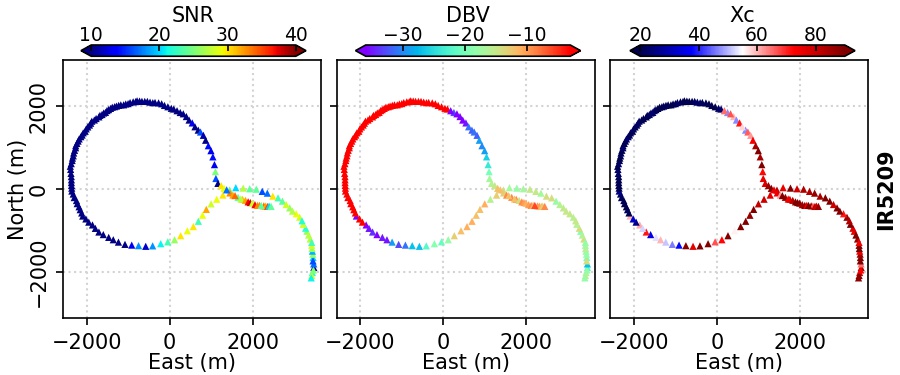 SNR
DBV
Xc
10 20 30 40
−30 −20 −10
20 40 60 80
2000
0
−2000
North (m)
−2000 0 2000
−2000 0 2000
−2000 0 2000
East (m)
East (m)
East (m)
IR5209